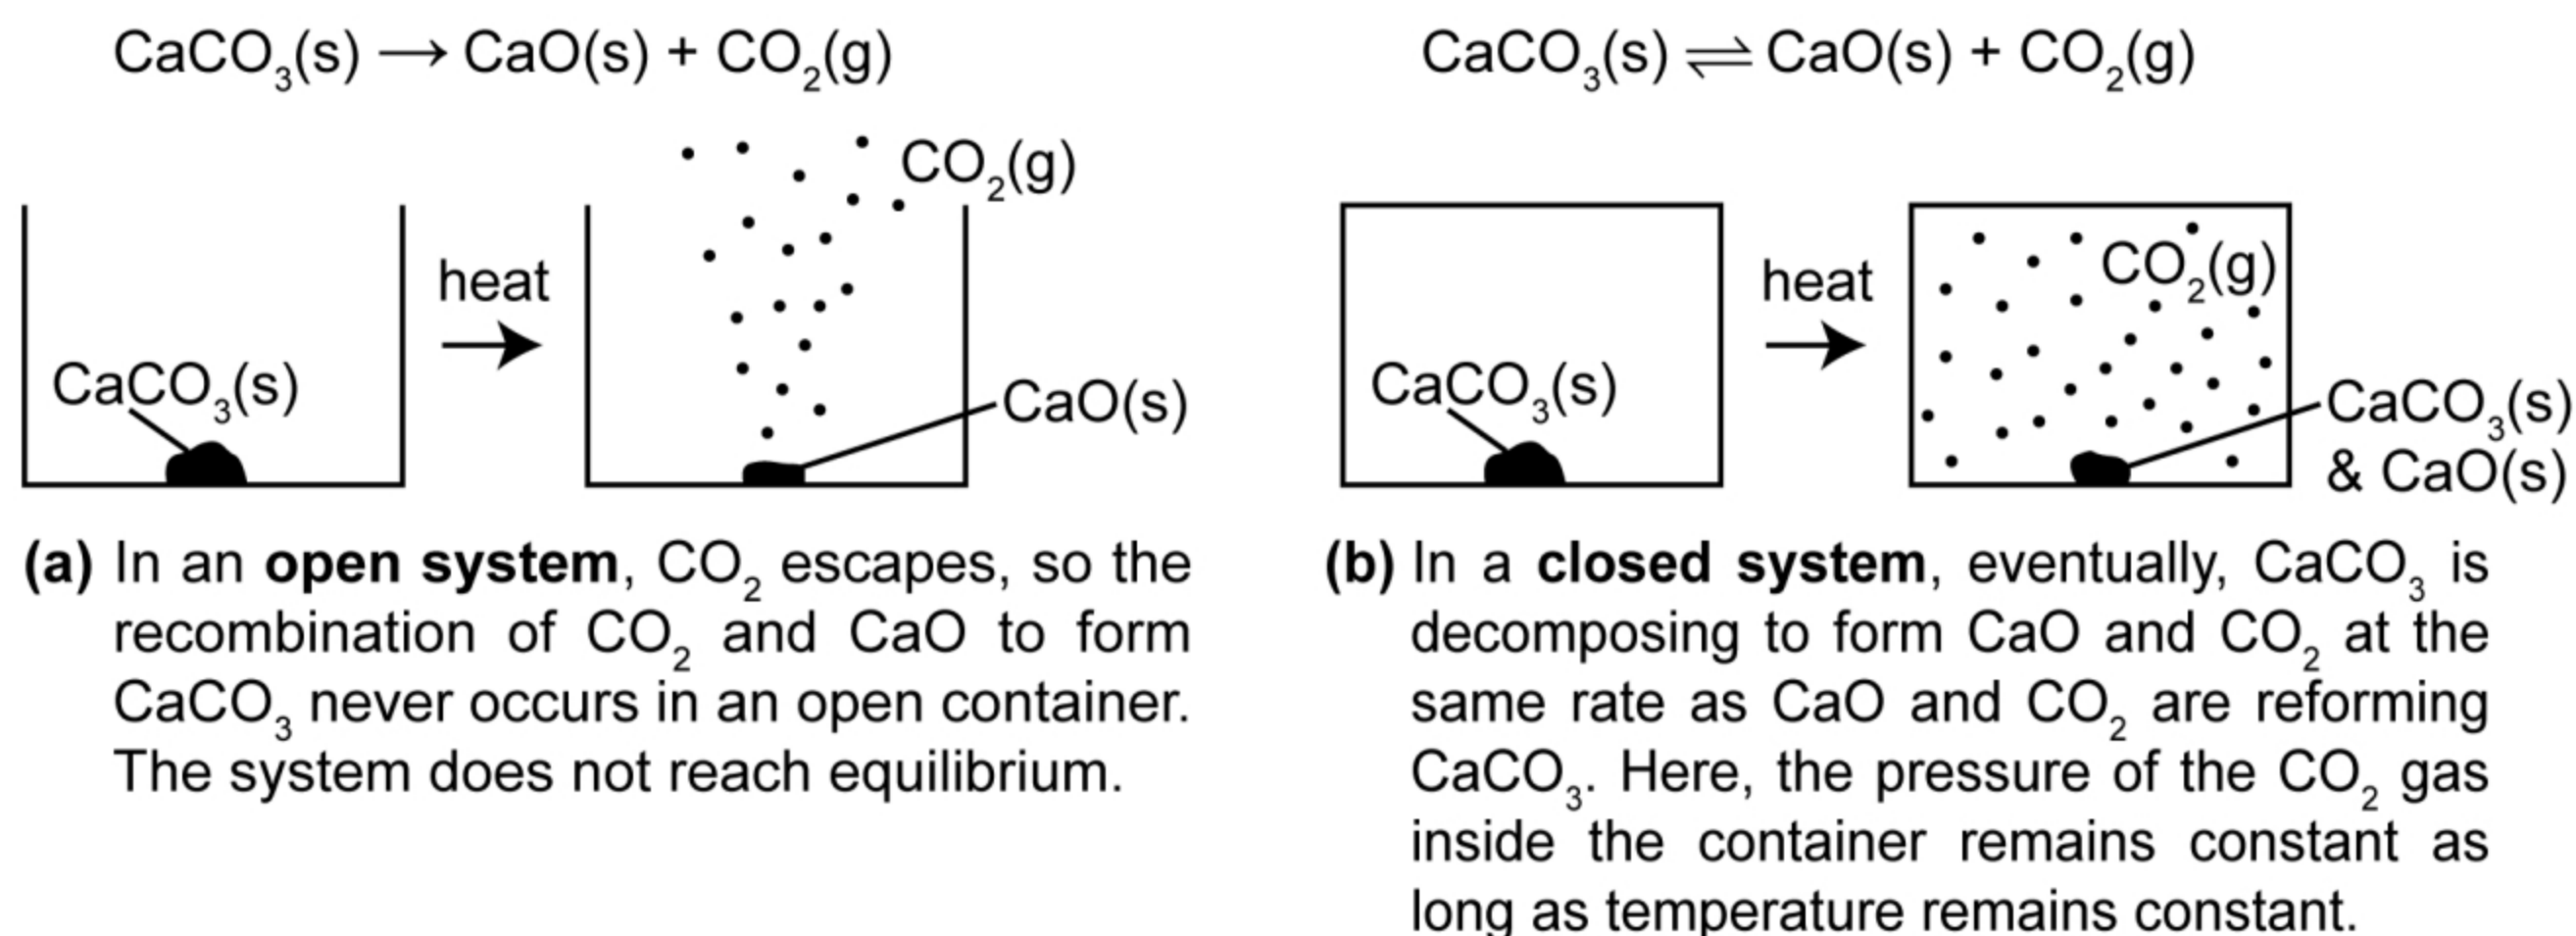 CaCO₃(s) → CaO(s) + CO₂(g)
CO₂(g)
heat
CaCO₃(s)
CaO(s)
(a) In an open system, CO₂ escapes, so the
recombination of CO₂ and CaO to form
CaCO₃ never occurs in an open container.
The system does not reach equilibrium.
CaCO₃(s) ⇌ CaO(s) + CO₂(g)
CO₂(g)
heat
CaCO₃(s)
CaCO₃(s)
& CaO(s)
(b) In a closed system, eventually, CaCO₃ is
decomposing to form CaO and CO₂ at the
same rate as CaO and CO₂ are reforming
CaCO₃. Here, the pressure of the CO₂ gas
inside the container remains constant as
long as temperature remains constant.